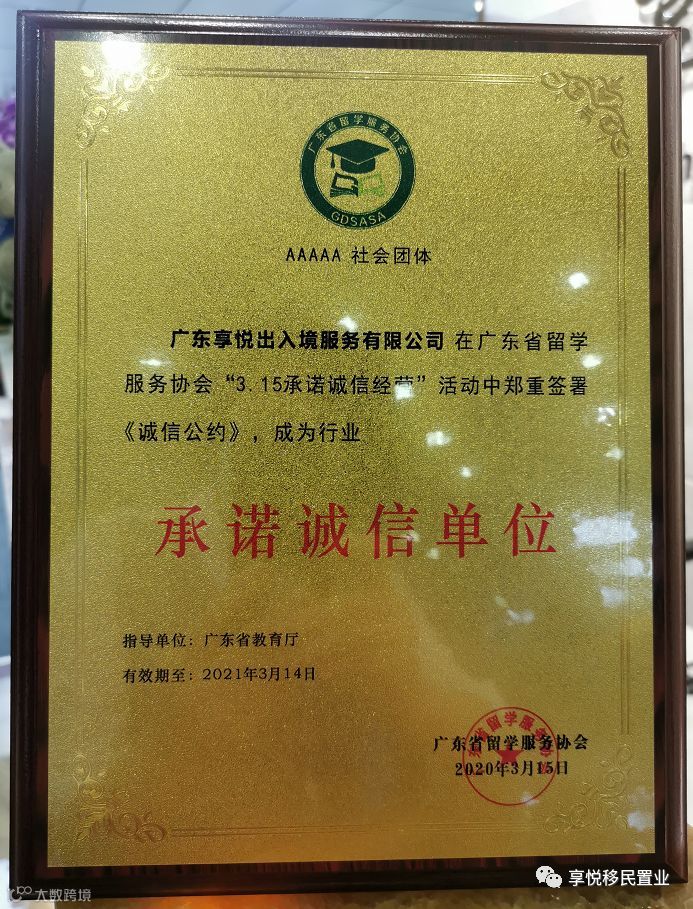 广东省留学服务协会
GDSASA
AAAAA 社会团体
广东享悦出入境服务有限公司 在广东省留学
服务协会“3.15承诺诚信经营”活动中郑重签署
《诚信公约》，成为行业
承诺诚信单位
指导单位：广东省教育厅
有效期至：2021年3月14日
广东省留学服务协会
2020年3月15日
享悦移民置业
大数跨境